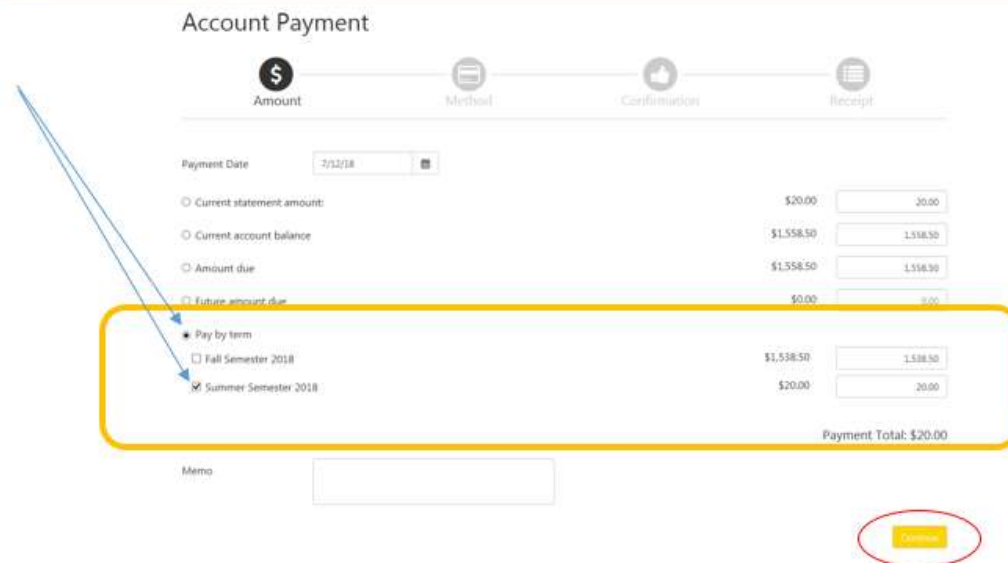 Account Payment
$
Amount Method Confirmation Receipt
Payment Date 7/12/18
Current statement amount: $20.00 20.00
Current account balance $1,558.50 1,558.50
Amount due $1,558.50 1,558.50
Future amount due $0.00 0.00
Pay by term
Fall Semester 2018 $1,538.50 1,538.50
Summer Semester 2018 $20.00 20.00
Payment Total: $20.00
Memo
Continue